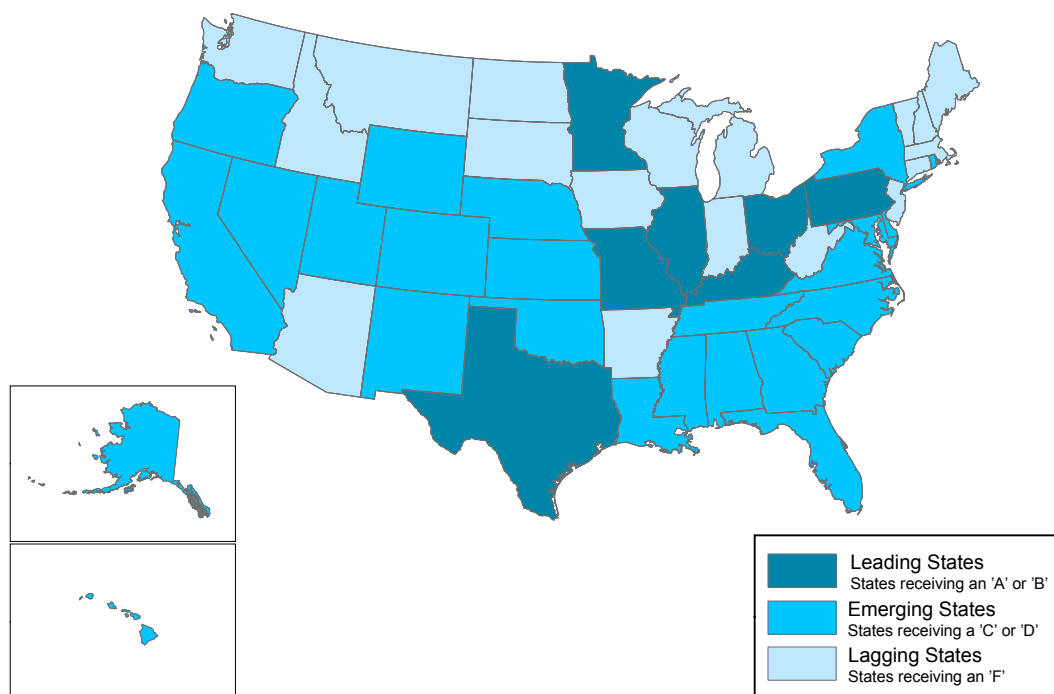 Leading States
States receiving an 'A' or 'B'
Emerging States
States receiving a 'C' or 'D'
Lagging States
States receiving an 'F'